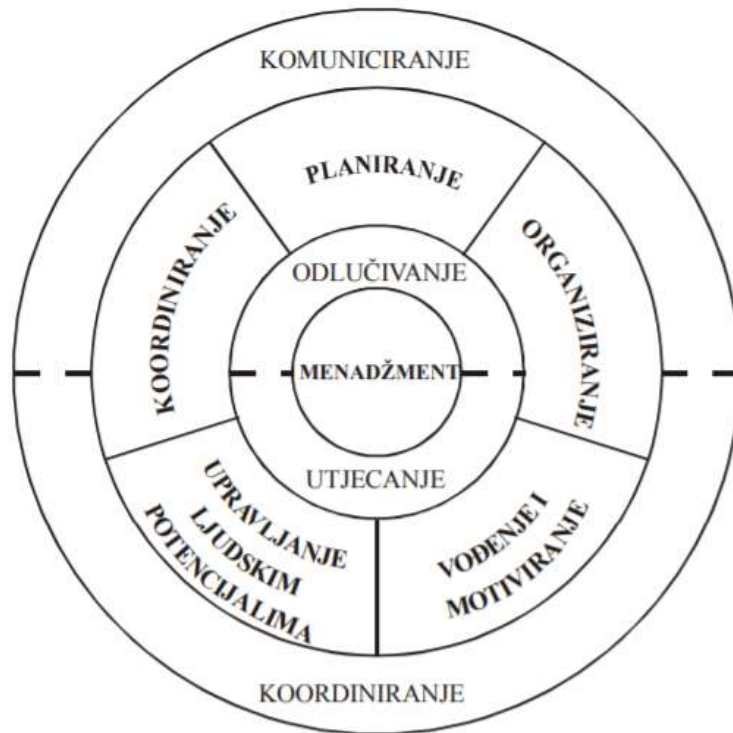 KOMUNICIRANJE
PLANIRANJE
KOORDINIRANJE
ORGANIZIRANJE
ODLUČIVANJE
MENADŽMENT
UTJECANJE
UPRAVLJANJE
LJUDSKIM
POTENCIJALIMA
VOĐENJE I
MOTIVIRANJE
KOORDINIRANJE